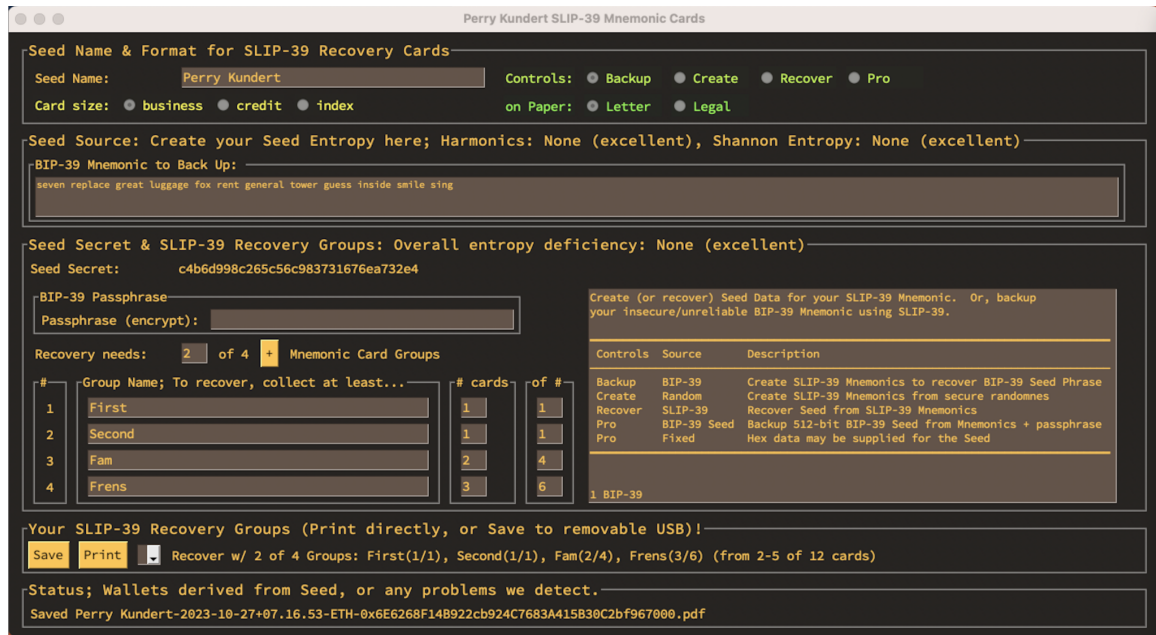 Perry Kundert SLIP-39 Mnemonic Cards
Seed Name & Format for SLIP-39 Recovery Cards
Seed Name: Perry Kundert Controls: Backup Create Recover Pro
Card size: business credit index on Paper: Letter Legal
Seed Source: Create your Seed Entropy here; Harmonics: None (excellent), Shannon Entropy: None (excellent)
BIP-39 Mnemonic to Back Up:
seven replace great luggage fox rent general tower guess inside smile sing
Seed Secret & SLIP-39 Recovery Groups: Overall entropy deficiency: None (excellent)
Seed Secret: c4b6d998c265c56c983731676ea732e4
BIP-39 Passphrase
Passphrase (encrypt):
Recovery needs: 2 of 4 + Mnemonic Card Groups
# Group Name; To recover, collect at least... # cards of #
1 First 1 1
2 Second 1 1
3 Fam 2 4
4 Frens 3 6
Create (or recover) Seed Data for your SLIP-39 Mnemonic. Or, backup
your insecure/unreliable BIP-39 Mnemonic using SLIP-39.
Controls Source Description
Backup BIP-39 Create SLIP-39 Mnemonics to recover BIP-39 Seed Phrase
Create Random Create SLIP-39 Mnemonics from secure randomnes
Recover SLIP-39 Recover Seed from SLIP-39 Mnemonics
Pro BIP-39 Seed Backup 512-bit BIP-39 Seed from Mnemonics + passphrase
Pro Fixed Hex data may be supplied for the Seed
1 BIP-39
Your SLIP-39 Recovery Groups (Print directly, or Save to removable USB)!
Save Print Recover w/ 2 of 4 Groups: First(1/1), Second(1/1), Fam(2/4), Frens(3/6) (from 2-5 of 12 cards)
Status; Wallets derived from Seed, or any problems we detect.
Saved Perry Kundert-2023-10-27+07.16.53-ETH-0x6E6268F14B922cb924C7683A415B30C2bf967000.pdf